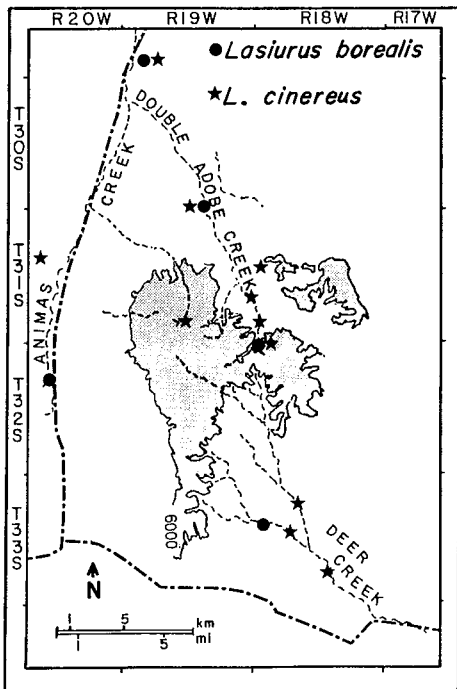 R20W R19W R18W R17W
Lasiurus borealis
L. cinereus
T30S
T31S
T32S
T33S
DOUBLE ADOBE CREEK
CREEK
ANIMAS
6000
DEER
CREEK
N
1 5 km
1 5 mi